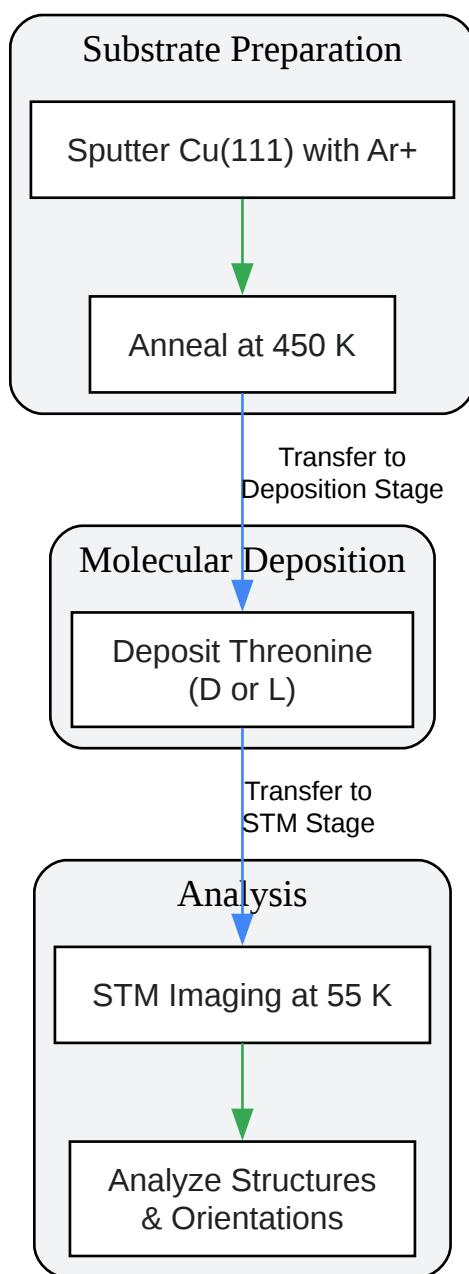 Substrate Preparation
Sputter Cu(111) with Ar+
Anneal at 450 K
Transfer to
Deposition Stage
Molecular Deposition
Deposit Threonine
(D or L)
Transfer to
STM Stage
Analysis
STM Imaging at 55 K
Analyze Structures
& Orientations